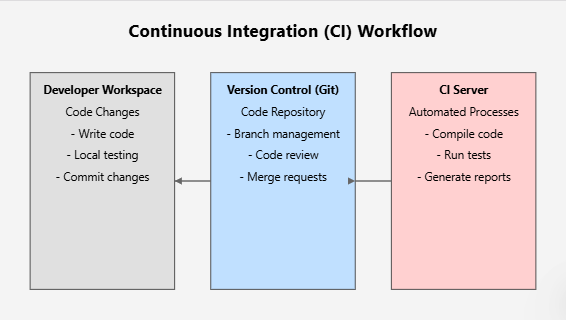 Continuous Integration (CI) Workflow
Developer Workspace
Code Changes
- Write code
- Local testing
- Commit changes
Version Control (Git)
Code Repository
- Branch management
- Code review
- Merge requests
CI Server
Automated Processes
- Compile code
- Run tests
- Generate reports